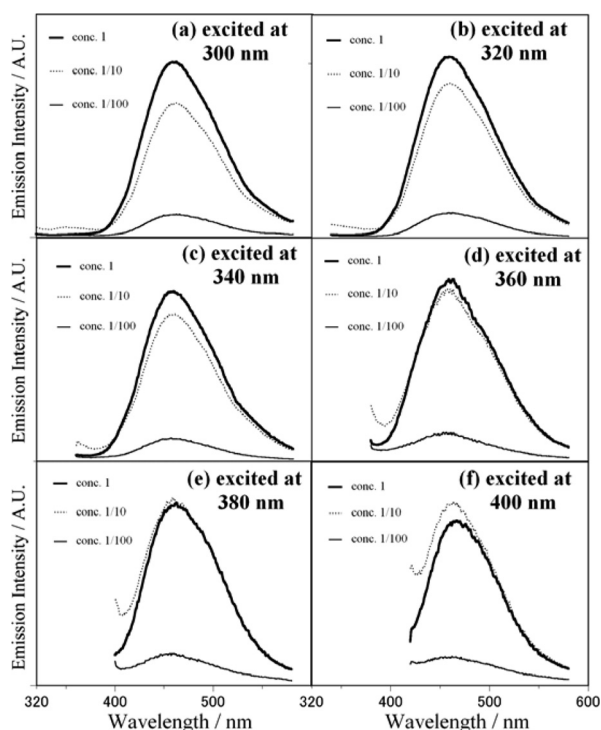 (a) excited at
300 nm
conc. 1
conc. 1/10
conc. 1/100
Emission Intensity / A.U.
(b) excited at
320 nm
conc. 1
conc. 1/10
conc. 1/100
(c) excited at
340 nm
conc. 1
conc. 1/10
conc. 1/100
Emission Intensity / A.U.
(d) excited at
360 nm
conc. 1
conc. 1/10
conc. 1/100
(e) excited at
380 nm
conc. 1
conc. 1/10
conc. 1/100
Emission Intensity / A.U.
(f) excited at
400 nm
conc. 1
conc. 1/10
conc. 1/100
320 400 500 320 400 500 600
Wavelength / nm Wavelength / nm